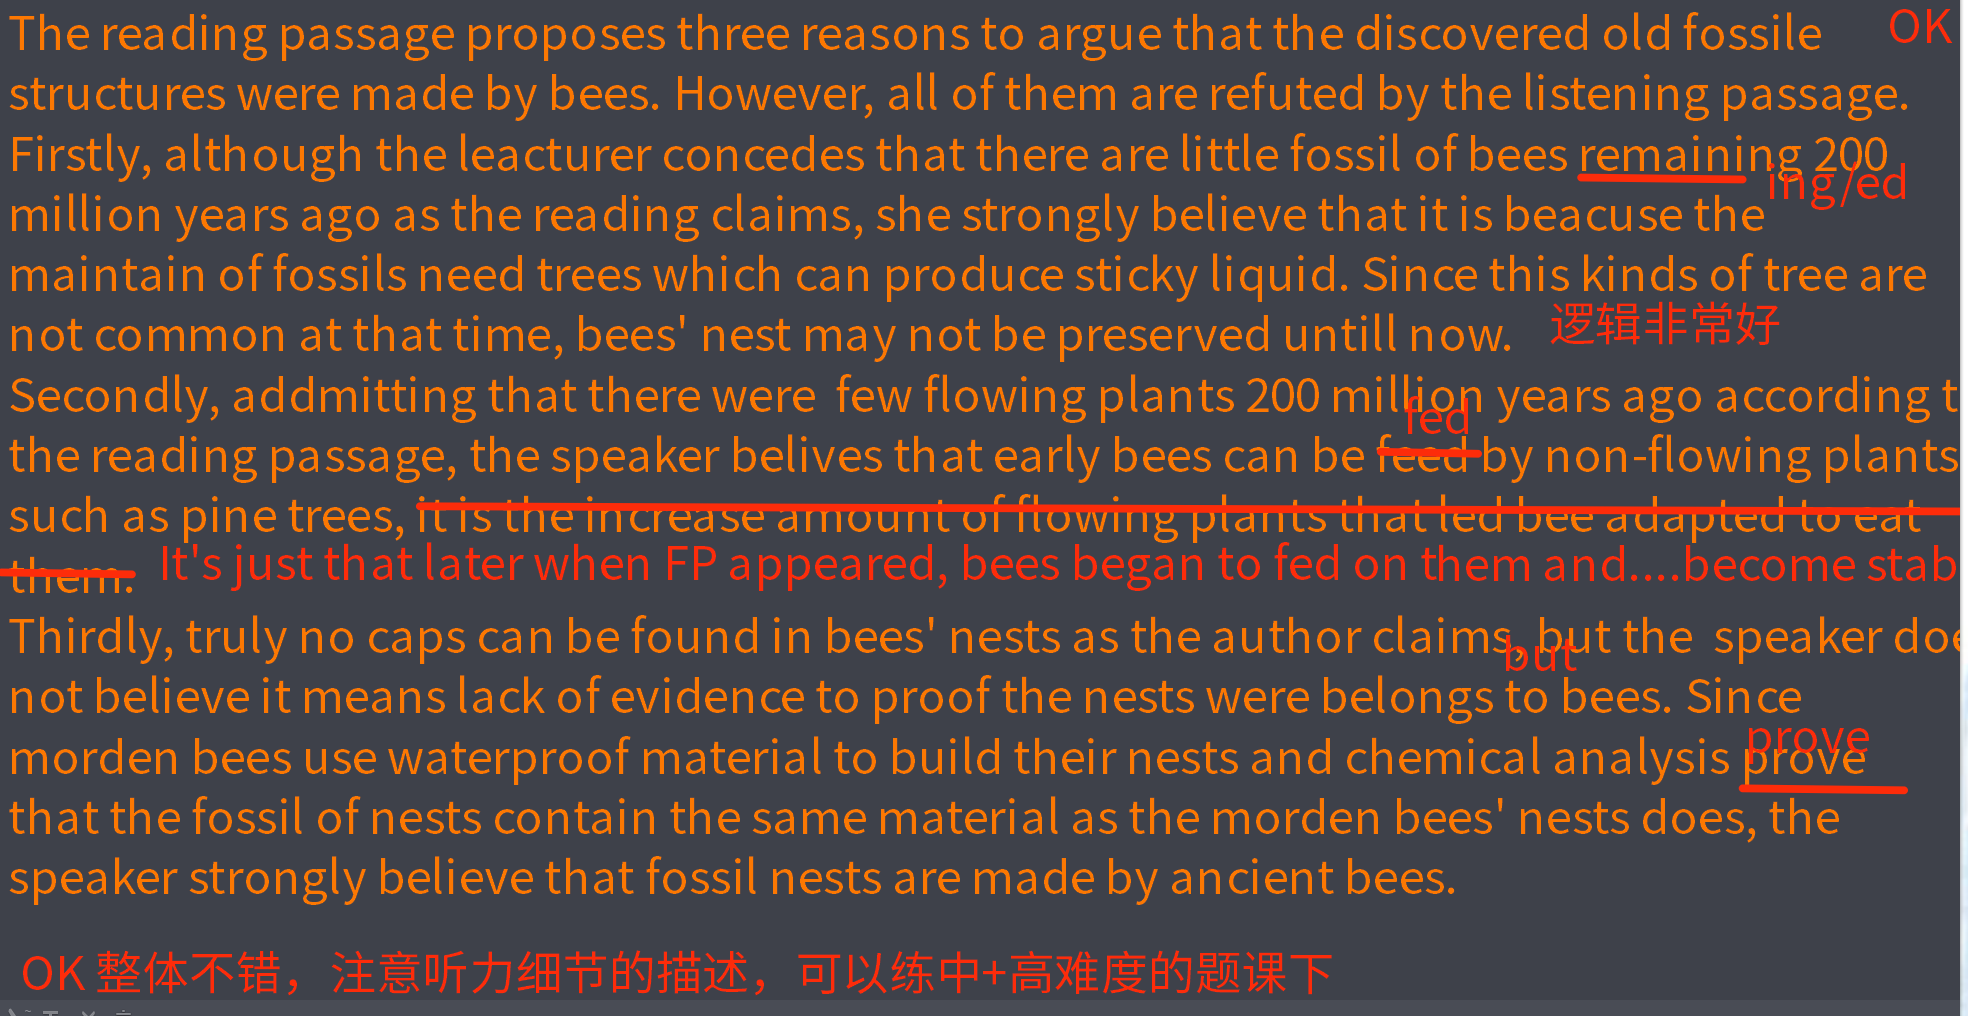 The reading passage proposes three reasons to argue that the discovered old fossile OK
structures were made by bees. However, all of them are refuted by the listening passage.
Firstly, although the leacturer concedes that there are little fossil of bees remaining 200
ing/ed
million years ago as the reading claims, she strongly believe that it is beacuse the
maintain of fossils need trees which can produce sticky liquid. Since this kinds of tree are
not common at that time, bees' nest may not be preserved untill now. 逻辑非常好
Secondly, addmitting that there were few flowing plants 200 million years ago according t
fed
the reading passage, the speaker belives that early bees can be feed by non-flowing plants
such as pine trees, it is the increase amount of flowing plants that led bee adapted to eat
them. It's just that later when FP appeared, bees began to fed on them and....become stab
Thirdly, truly no caps can be found in bees' nests as the author claims, but the speaker doe
but
not believe it means lack of evidence to proof the nests were belongs to bees. Since
prove
morden bees use waterproof material to build their nests and chemical analysis prove
that the fossil of nests contain the same material as the morden bees' nests does, the
speaker strongly believe that fossil nests are made by ancient bees.
OK 整体不错，注意听力细节的描述，可以练中+高难度的题课下